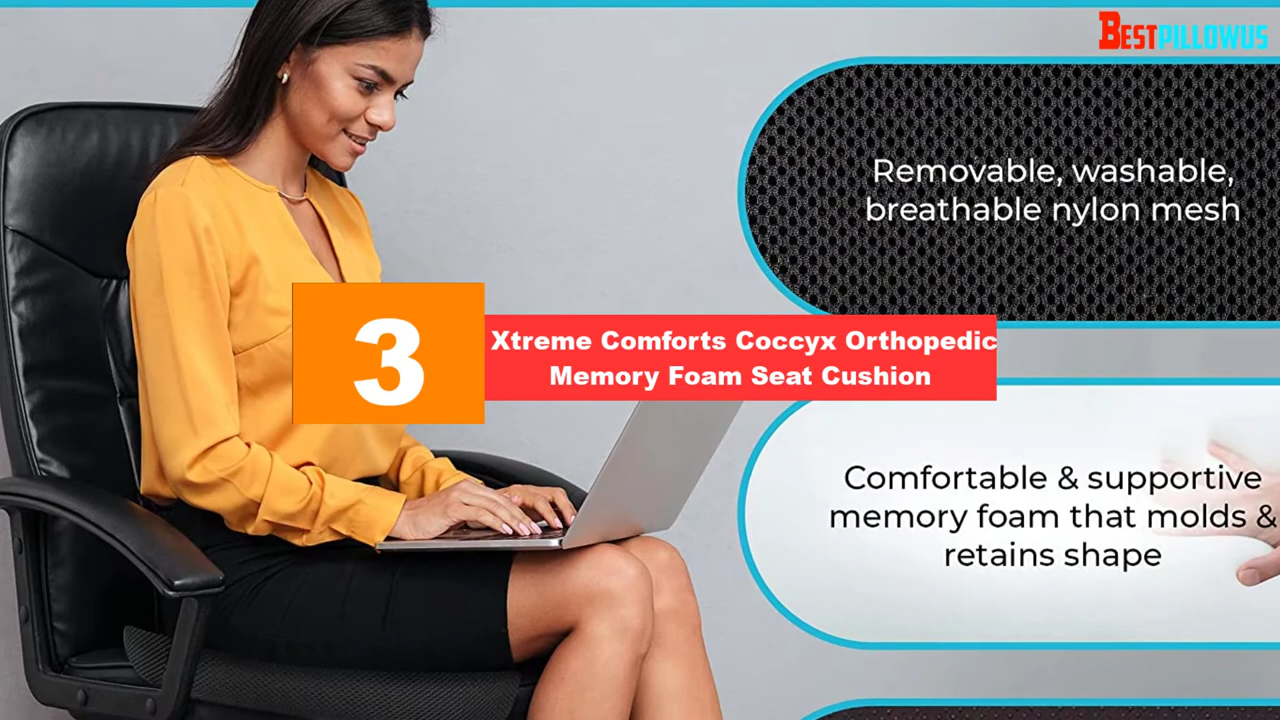 BESTPILLOWUS
Removable, washable,
breathable nylon mesh
3
Xtreme Comforts Coccyx Orthopedic
Memory Foam Seat Cushion
Comfortable & supportive
memory foam that molds &
retains shape